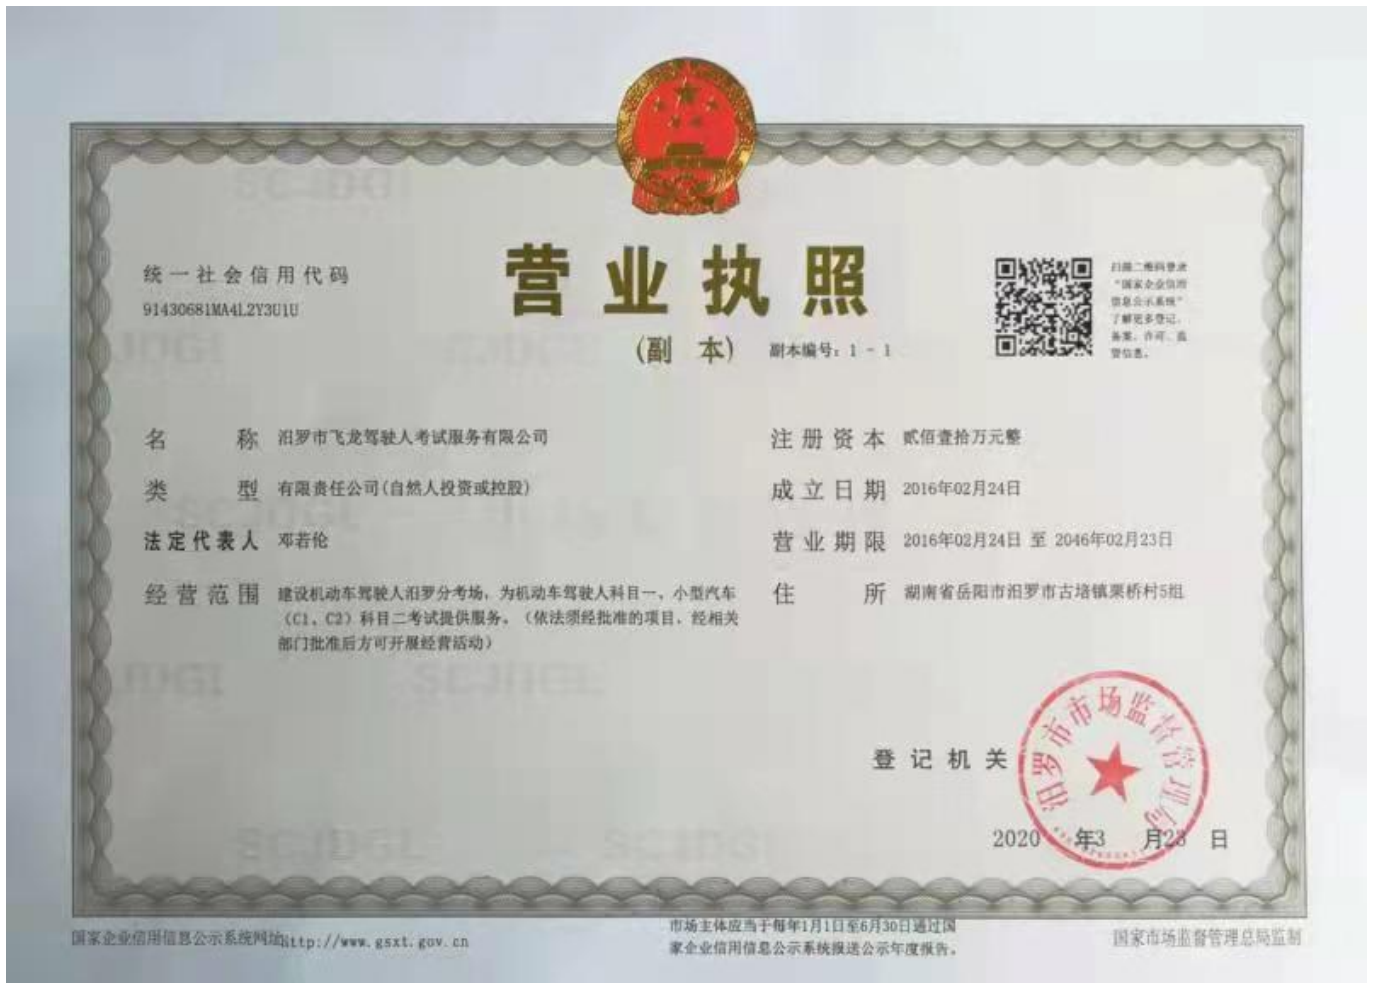 营业执照
(副 本)
副本编号：1 - 1
统一社会信用代码
91430681MA4L2Y3U1U
扫描二维码登录
“国家企业信用
信息公示系统”
了解更多登记、
备案、许可、监
管信息。
名 称 汨罗市飞龙驾驶人考试服务有限公司
类 型 有限责任公司(自然人投资或控股)
法定代表人 邓若伦
经营范围 建设机动车驾驶人汨罗分考场，为机动车驾驶人科目一、小型汽车
（C1、C2）科目二考试提供服务。（依法须经批准的项目，经相关
部门批准后方可开展经营活动）
注册资本 贰佰壹拾万元整
成立日期 2016年02月24日
营业期限 2016年02月24日 至 2046年02月23日
住 所 湖南省岳阳市汨罗市古培镇栗桥村5组
登记机关
汨罗市市场监督管理局
2020 年3 月23 日
国家企业信用信息公示系统网址http://www.gsxt.gov.cn
市场主体应当于每年1月1日至6月30日通过国
家企业信用信息公示系统报送公示年度报告。
国家市场监督管理总局监制